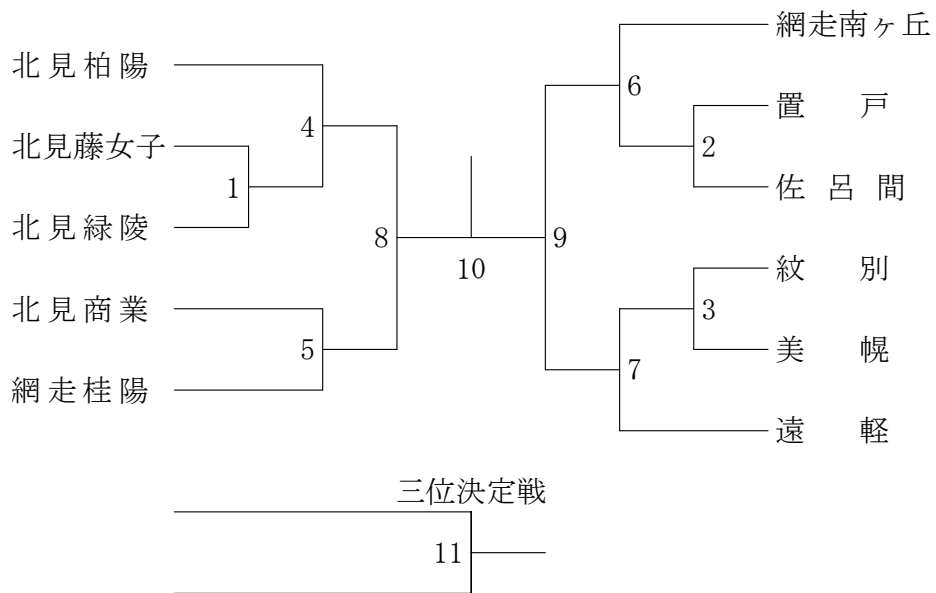 北見柏陽
北見藤女子
北見緑陵
北見商業
網走桂陽
1
4
5
8
10
9
6
2
3
7
網走南ヶ丘
置戸
佐呂間
紋別
美幌
遠軽
三位決定戦
11